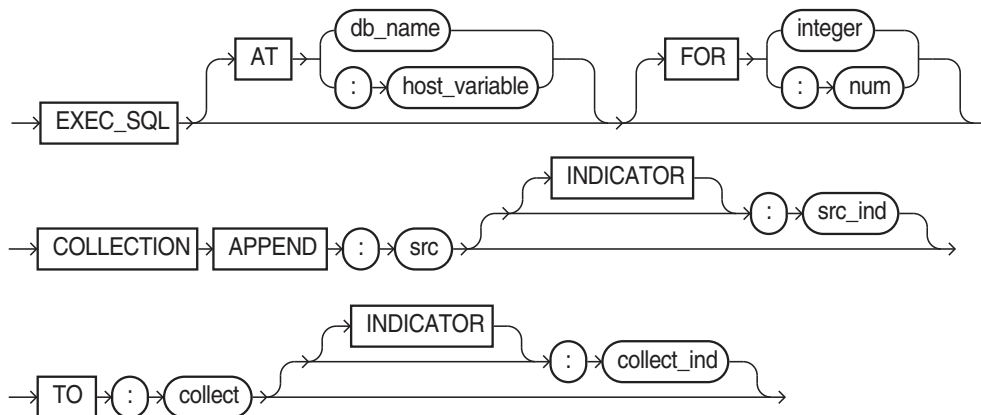 db_name integer
AT FOR
: host_variable : num
EXEC_SQL
INDICATOR
: src_ind
COLLECTION APPEND : src
INDICATOR
: collect_ind
TO : collect